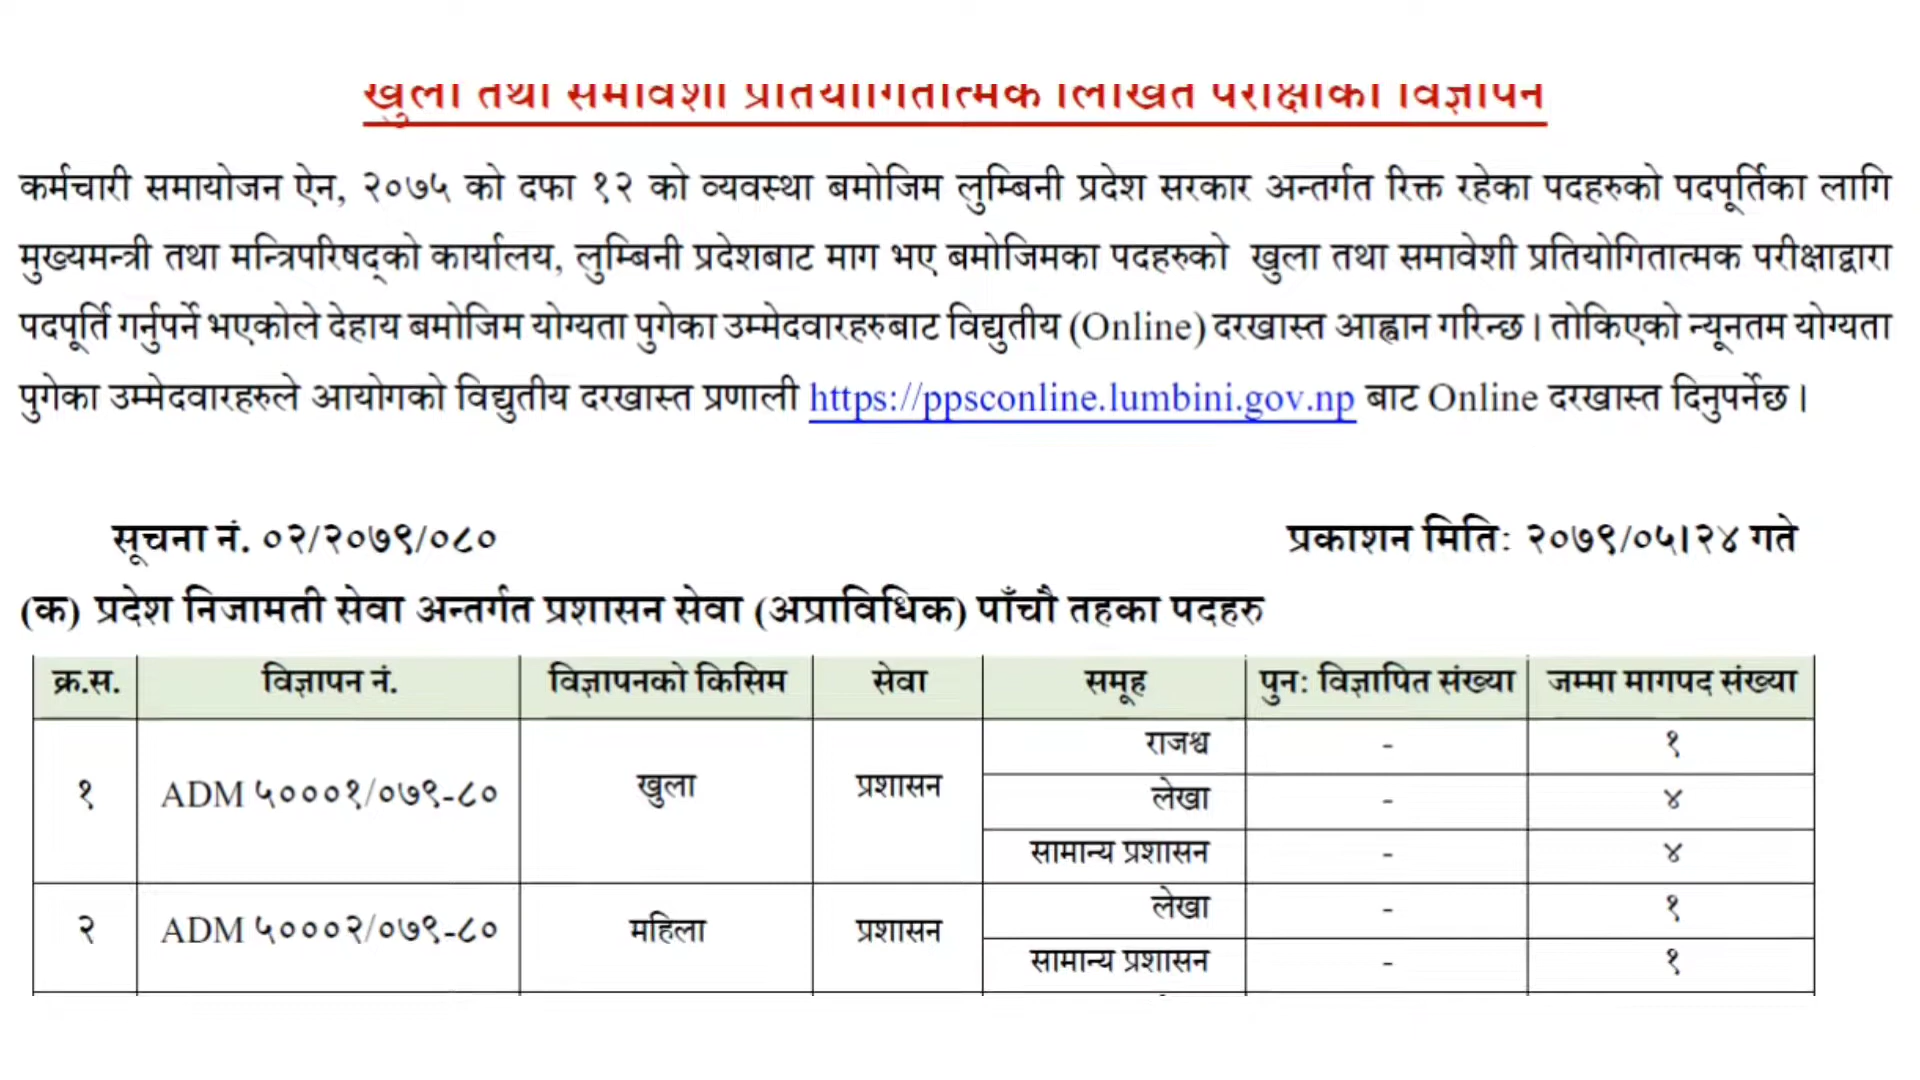 खुला तथा समावेशी प्रतियोगितात्मक लिखित परीक्षाको विज्ञापन
कर्मचारी समायोजन ऐन, २०७५ को दफा १२ को व्यवस्था बमोजिम लुम्बिनी प्रदेश सरकार अन्तर्गत रिक्त रहेका पदहरुको पदपूर्तिका लागि
मुख्यमन्त्री तथा मन्त्रिपरिषद्को कार्यालय, लुम्बिनी प्रदेशबाट माग भए बमोजिमका पदहरुको खुला तथा समावेशी प्रतियोगितात्मक परीक्षाद्वारा
पदपूर्ति गर्नुपर्ने भएकोले देहाय बमोजिम योग्यता पुगेका उम्मेदवारहरुबाट विद्युतीय (Online) दरखास्त आह्वान गरिन्छ। तोकिएको न्यूनतम योग्यता
पुगेका उम्मेदवारहरुले आयोगको विद्युतीय दरखास्त प्रणाली https://ppsconline.lumbini.gov.np बाट Online दरखास्त दिनुपर्नेछ।
सूचना नं. ०२/२०७९/०८० प्रकाशन मितिः २०७९/०५।२४ गते
(क) प्रदेश निजामती सेवा अन्तर्गत प्रशासन सेवा (अप्राविधिक) पाँचौ तहका पदहरु
क्र.स. विज्ञापन नं. विज्ञापनको किसिम सेवा समूह पुनः विज्ञापित संख्या जम्मा मागपद संख्या
राजश्व - १
१ ADM ५०००१/०७९-८० खुला प्रशासन लेखा - ४
सामान्य प्रशासन - ४
२ ADM ५०००२/०७९-८० महिला प्रशासन लेखा - १
सामान्य प्रशासन - १